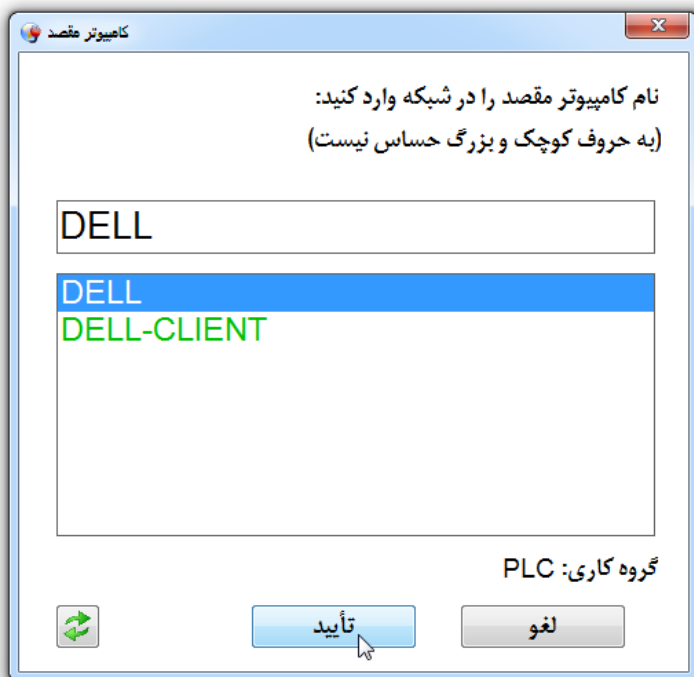 کامپیوتر مقصد
نام کامپیوتر مقصد را در شبکه وارد کنید:
(به حروف کوچک و بزرگ حساس نیست)
DELL
DELL
DELL-CLIENT
گروه کاری: PLC
لغو
تأیید